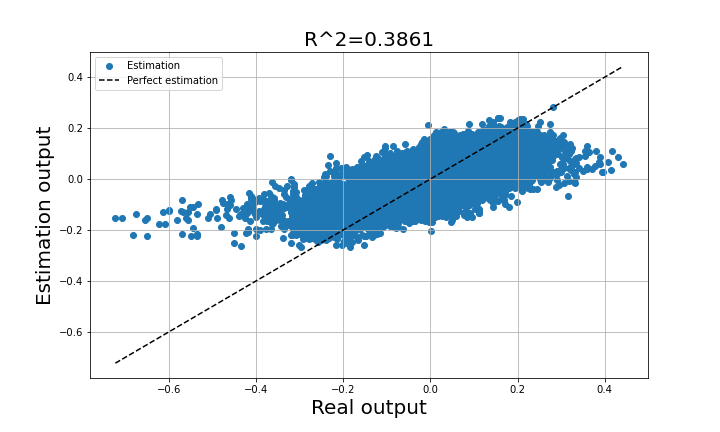 R^2=0.3861
Estimation
Perfect estimation
Estimation output
0.4
0.2
0.0
−0.2
−0.4
−0.6
−0.6
−0.4
−0.2
0.0
0.2
0.4
Real output